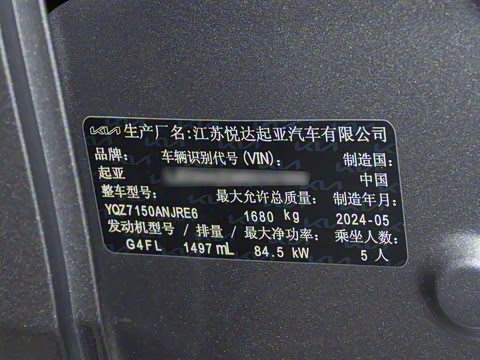 KIA 生产厂名:江苏悦达起亚汽车有限公司
品牌: 车辆识别代号(VIN): 制造国:
起亚 中国
整车型号: 最大允许总质量: 制造年月:
YQZ7150ANJRE6 1680 kg 2024-05
发动机型号 / 排量 / 最大净功率: 乘坐人数:
G4FL 1497 mL 84.5 kW 5 人